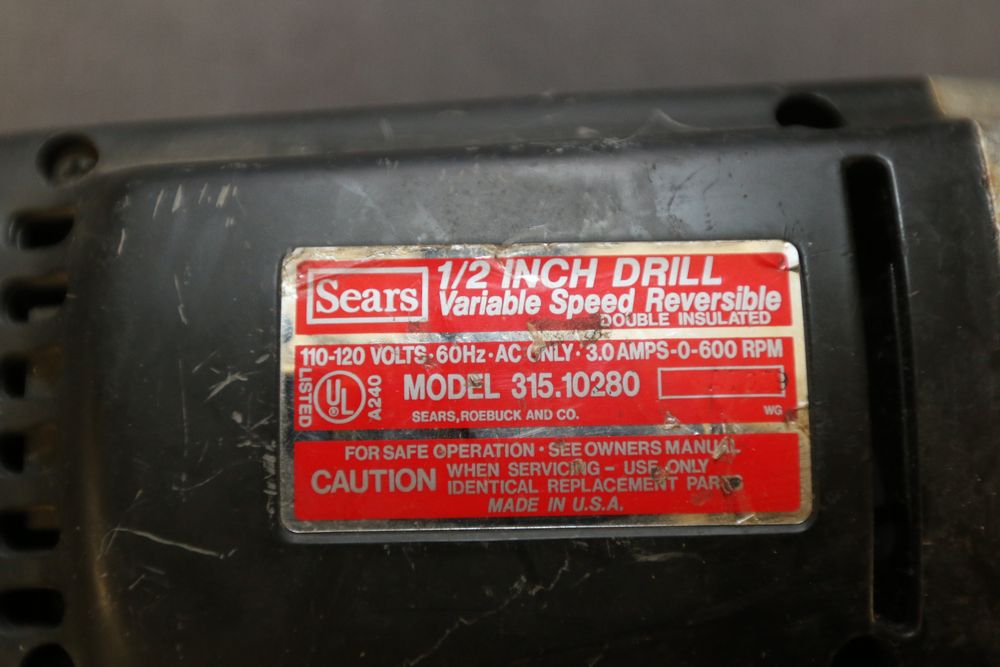 Sears
1/2 INCH DRILL
Variable Speed Reversible
DOUBLE INSULATED
110-120 VOLTS·60Hz·AC ONLY·3.0 AMPS-0-600 RPM
LISTED
UL
A240
MODEL 315.10280
SEARS, ROEBUCK AND CO.
WG
FOR SAFE OPERATION·SEE OWNERS MANUAL
CAUTION
WHEN SERVICING - USE ONLY
IDENTICAL REPLACEMENT PARTS
MADE IN U.S.A.